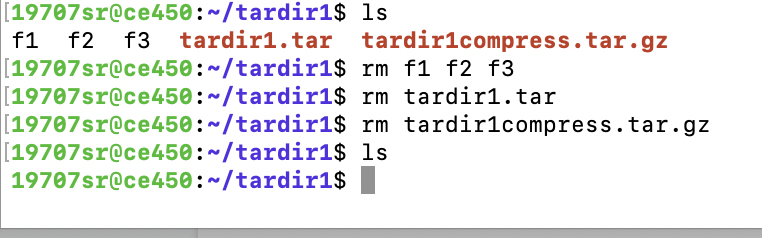 [19707sr@ce450:~/tardir1$ ls
f1  f2  f3  tardir1.tar  tardir1compress.tar.gz
[19707sr@ce450:~/tardir1$ rm f1 f2 f3
[19707sr@ce450:~/tardir1$ rm tardir1.tar
[19707sr@ce450:~/tardir1$ rm tardir1compress.tar.gz
[19707sr@ce450:~/tardir1$ ls
19707sr@ce450:~/tardir1$